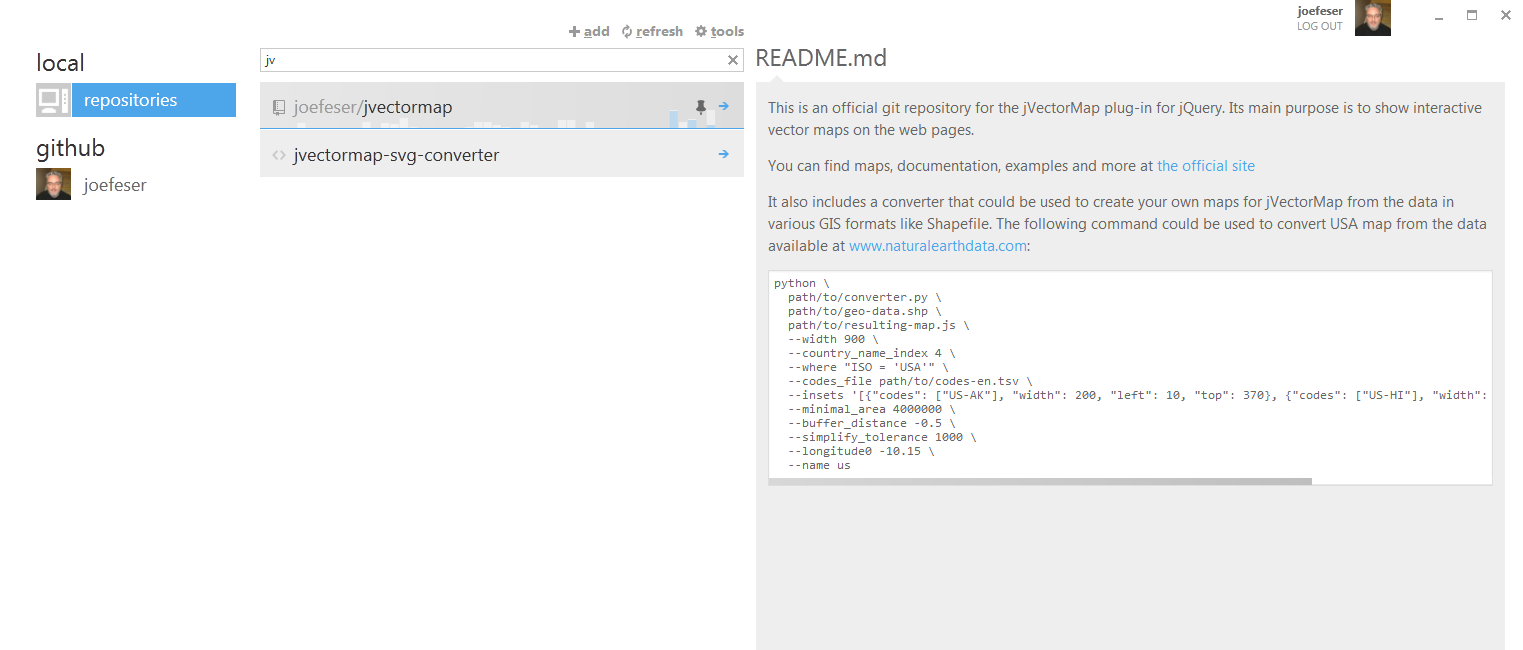 joefeser
LOG OUT
add refresh tools
local
repositories
github
joefeser
jv
joefeser/jvectormap
jvectormap-svg-converter
README.md
This is an official git repository for the jVectorMap plug-in for jQuery. Its main purpose is to show interactive
vector maps on the web pages.
You can find maps, documentation, examples and more at the official site
It also includes a converter that could be used to create your own maps for jVectorMap from the data in
various GIS formats like Shapefile. The following command could be used to convert USA map from the data
available at www.naturalearthdata.com:
python \
path/to/converter.py \
path/to/geo-data.shp \
path/to/resulting-map.js \
--width 900 \
--country_name_index 4 \
--where "ISO = 'USA'" \
--codes_file path/to/codes-en.tsv \
--insets '[{"codes": ["US-AK"], "width": 200, "left": 10, "top": 370}, {"codes": ["US-HI"], "width":
--minimal_area 4000000 \
--buffer_distance -0.5 \
--simplify_tolerance 1000 \
--longitude0 -10.15 \
--name us